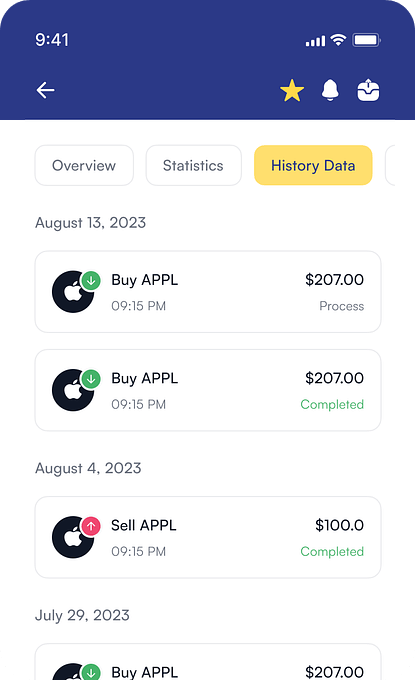 9:41
Overview
Statistics
History Data
August 13, 2023
Buy APPL
$207.00
09:15 PM
Process
Buy APPL
$207.00
09:15 PM
Completed
August 4, 2023
Sell APPL
$100.0
09:15 PM
Completed
July 29, 2023
Buy APPL
$207.00